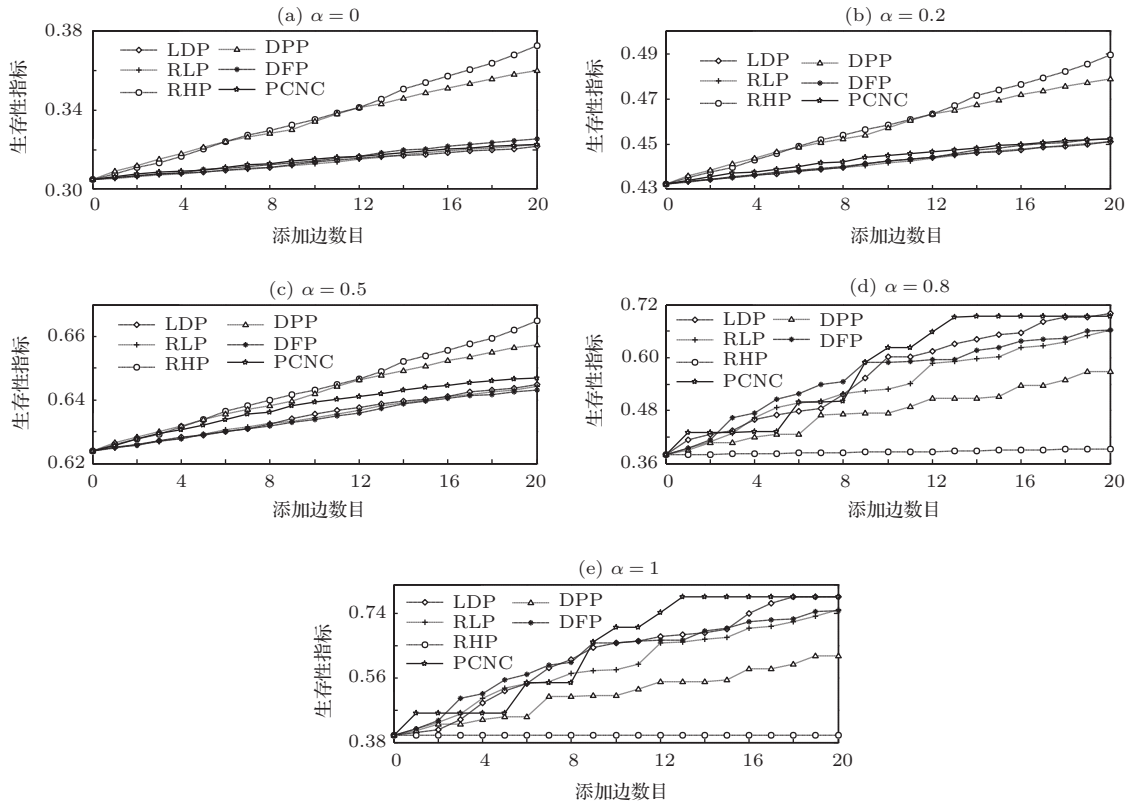 (a) α = 0
生存性指标
0.38
0.34
0.30
LDP
RLP
RHP
DPP
DFP
PCNC
0 4 8 12 16 20
添加边数目
(b) α = 0.2
生存性指标
0.49
0.47
0.45
0.43
LDP
RLP
RHP
DPP
DFP
PCNC
0 4 8 12 16 20
添加边数目
(c) α = 0.5
生存性指标
0.66
0.64
0.62
LDP
RLP
RHP
DPP
DFP
PCNC
0 4 8 12 16 20
添加边数目
(d) α = 0.8
生存性指标
0.72
0.60
0.48
0.36
LDP
RLP
RHP
PCNC
DPP
DFP
0 4 8 12 16 20
添加边数目
(e) α = 1
生存性指标
0.74
0.56
0.38
LDP
RLP
RHP
PCNC
DPP
DFP
0 4 8 12 16 20
添加边数目